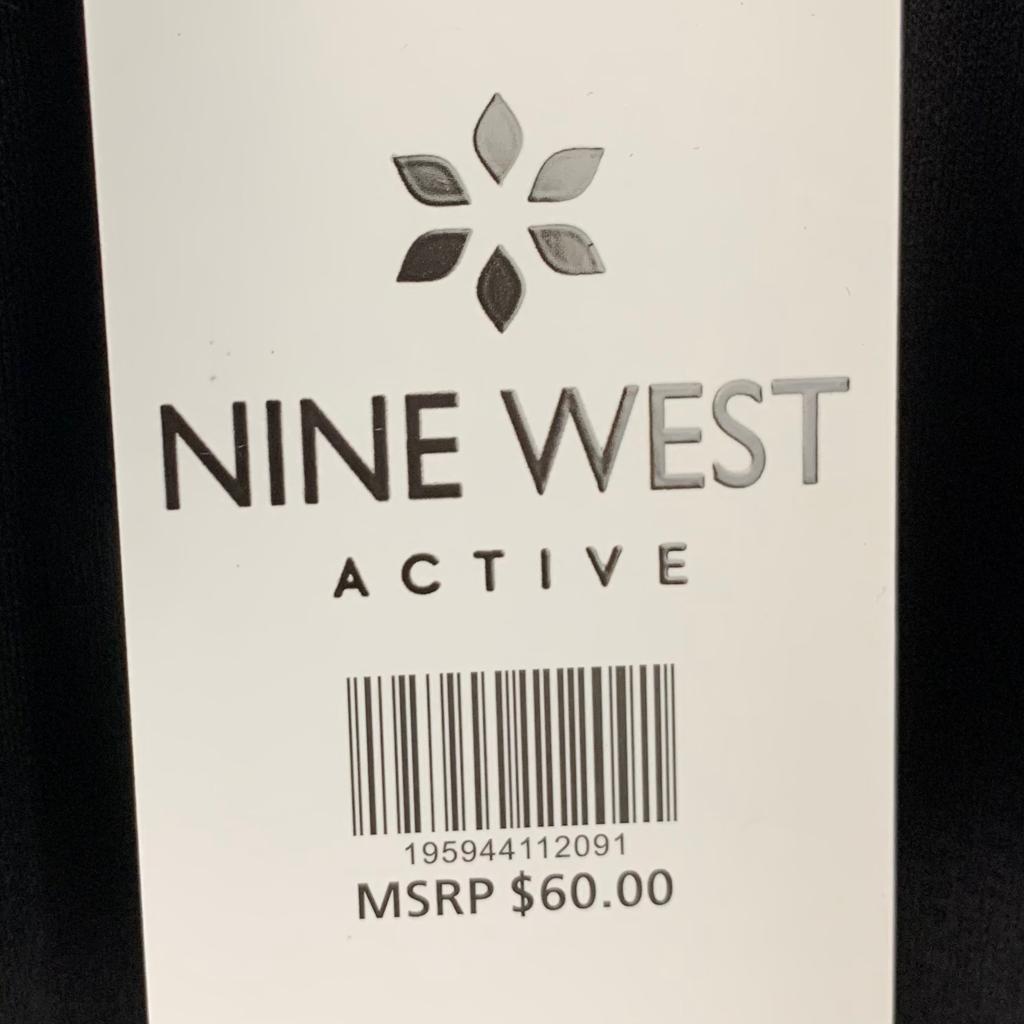 NINE WEST
ACTIVE
195944112091
MSRP $60.00